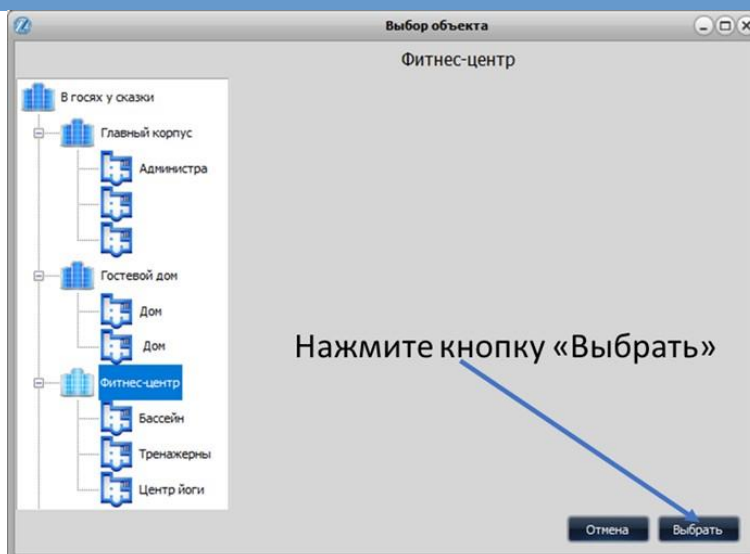 Выбор объекта
Фитнес-центр
В госях у сказки
Главный корпус
Администра
Гостевой дом
Дом
Дом
Фитнес-центр
Бассейн
Тренажерны
Центр йоги
Нажмите кнопку «Выбрать»
Отмена Выбрать